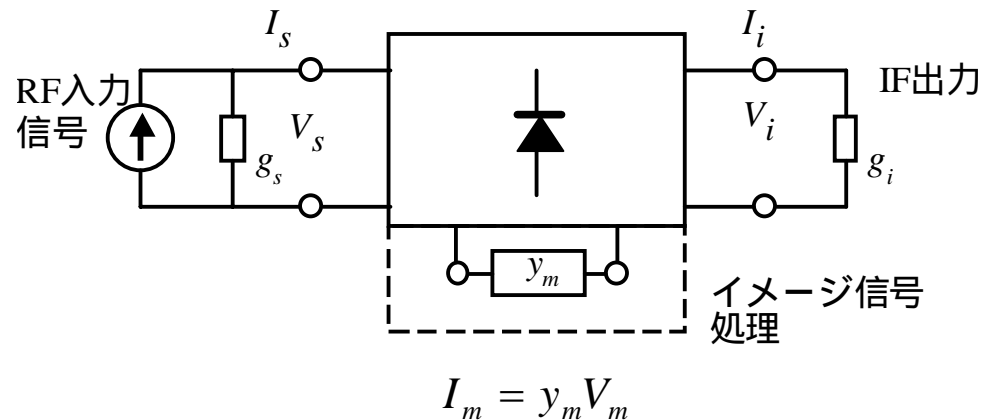 I_s
I_i
RF入力
信号
IF出力
V_s
V_i
g_s
g_i
y_m
イメージ信号
処理
I_m = y_m V_m